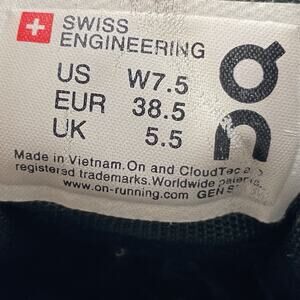 SWISS
ENGINEERING
US W7.5
EUR 38.5
UK 5.5
Made in Vietnam. On and CloudTec
registered trademarks. Worldwide
www.on-running.com GEN